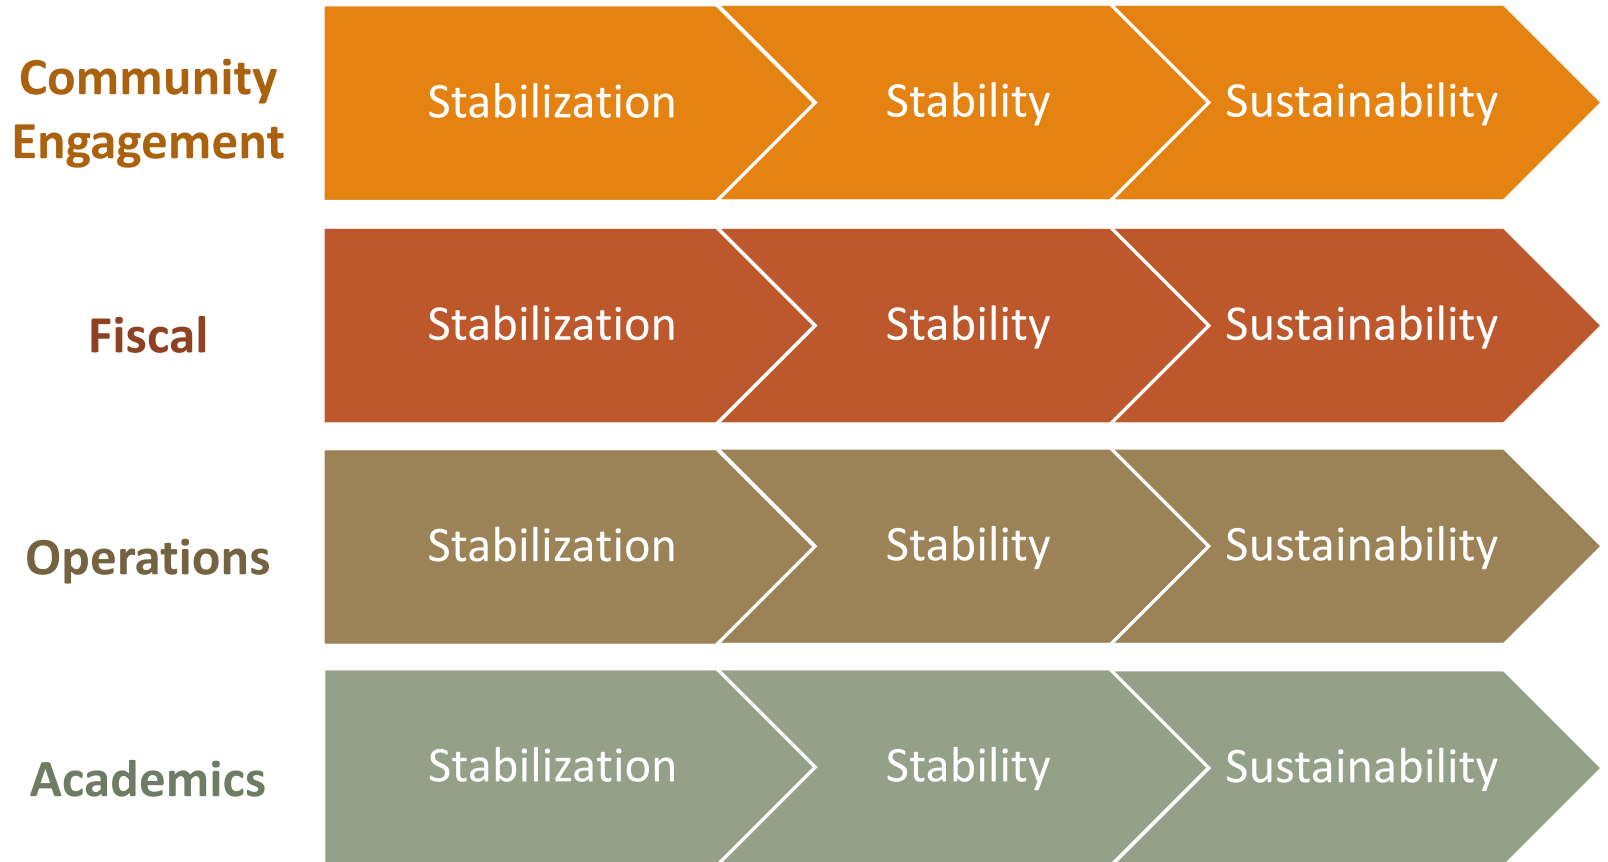 Community
Engagement
Stabilization
Stability
Sustainability
Fiscal
Stabilization
Stability
Sustainability
Operations
Stabilization
Stability
Sustainability
Academics
Stabilization
Stability
Sustainability